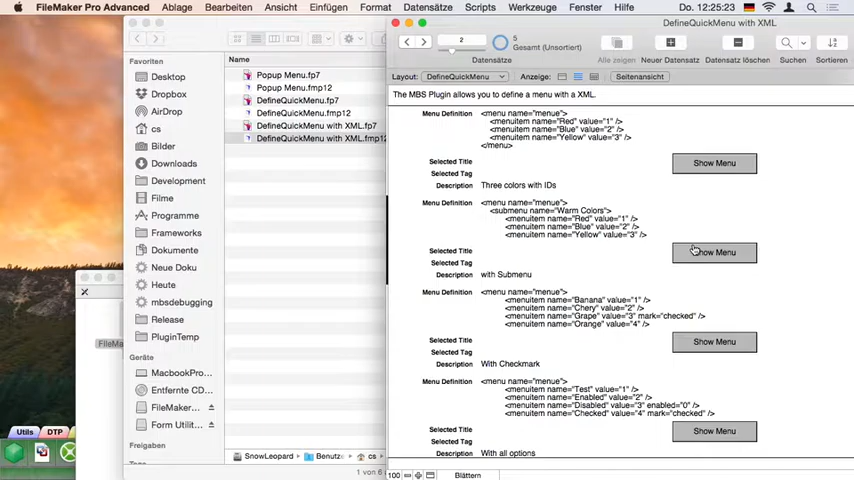 FileMaker Pro Advanced Ablage Bearbeiten Ansicht Einfügen Format Datensätze Scripts Werkzeuge Fenster Hilfe Do. 12:25:23
DefineQuickMenu with XML
2
5
Gesamt (Unsortiert)
Datensätze
Alle zeigen
Neuer Datensatz
Datensatz löschen
Suchen
Sortieren
Layout: DefineQuickMenu
Anzeige:
Seitenansicht
Favoriten
Desktop
Dropbox
AirDrop
cs
Bilder
Downloads
Development
Filme
Programme
Frameworks
Dokumente
Neue Doku
Heute
mbsdebugging
Release
PluginTemp
Geräte
MacbookPro...
Entfernte CD...
FileMaker...
Form Utilit...
Freigaben
Name
Popup Menu.fp7
Popup Menu.fmp12
DefineQuickMenu.fp7
DefineQuickMenu.fmp12
DefineQuickMenu with XML.fp7
DefineQuickMenu with XML.fmp12
SnowLeopard
Benutz
cs
1 von 6
Utils
DTP
The MBS Plugin allows you to define a menu with a XML.
Menu Definition
<menu name="menue">
<menuitem name="Red" value="1" />
<menuitem name="Blue" value="2" />
<menuitem name="Yellow" value="3" />
</menu>
Selected Title
Show Menu
Selected Tag
Description Three colors with IDs
Menu Definition
<menu name="menue">
<submenu name="Warm Colors">
<menuitem name="Red" value="1" />
<menuitem name="Blue" value="2" />
<menuitem name="Yellow" value="3" />
Selected Title
Show Menu
Selected Tag
Description with Submenu
Menu Definition
<menu name="menue">
<menuitem name="Banana" value="1" />
<menuitem name="Chery" value="2" />
<menuitem name="Grape" value="3" mark="checked" />
<menuitem name="Orange" value="4" />
Selected Title
Show Menu
Selected Tag
Description With Checkmark
Menu Definition
<menu name="menue">
<menuitem name="Test" value="1" />
<menuitem name="Enabled" value="2" />
<menuitem name="Disabled" value="3" enabled="0" />
<menuitem name="Checked" value="4" mark="checked" />
Selected Title
Show Menu
Selected Tag
Description With all options
100
Blättern